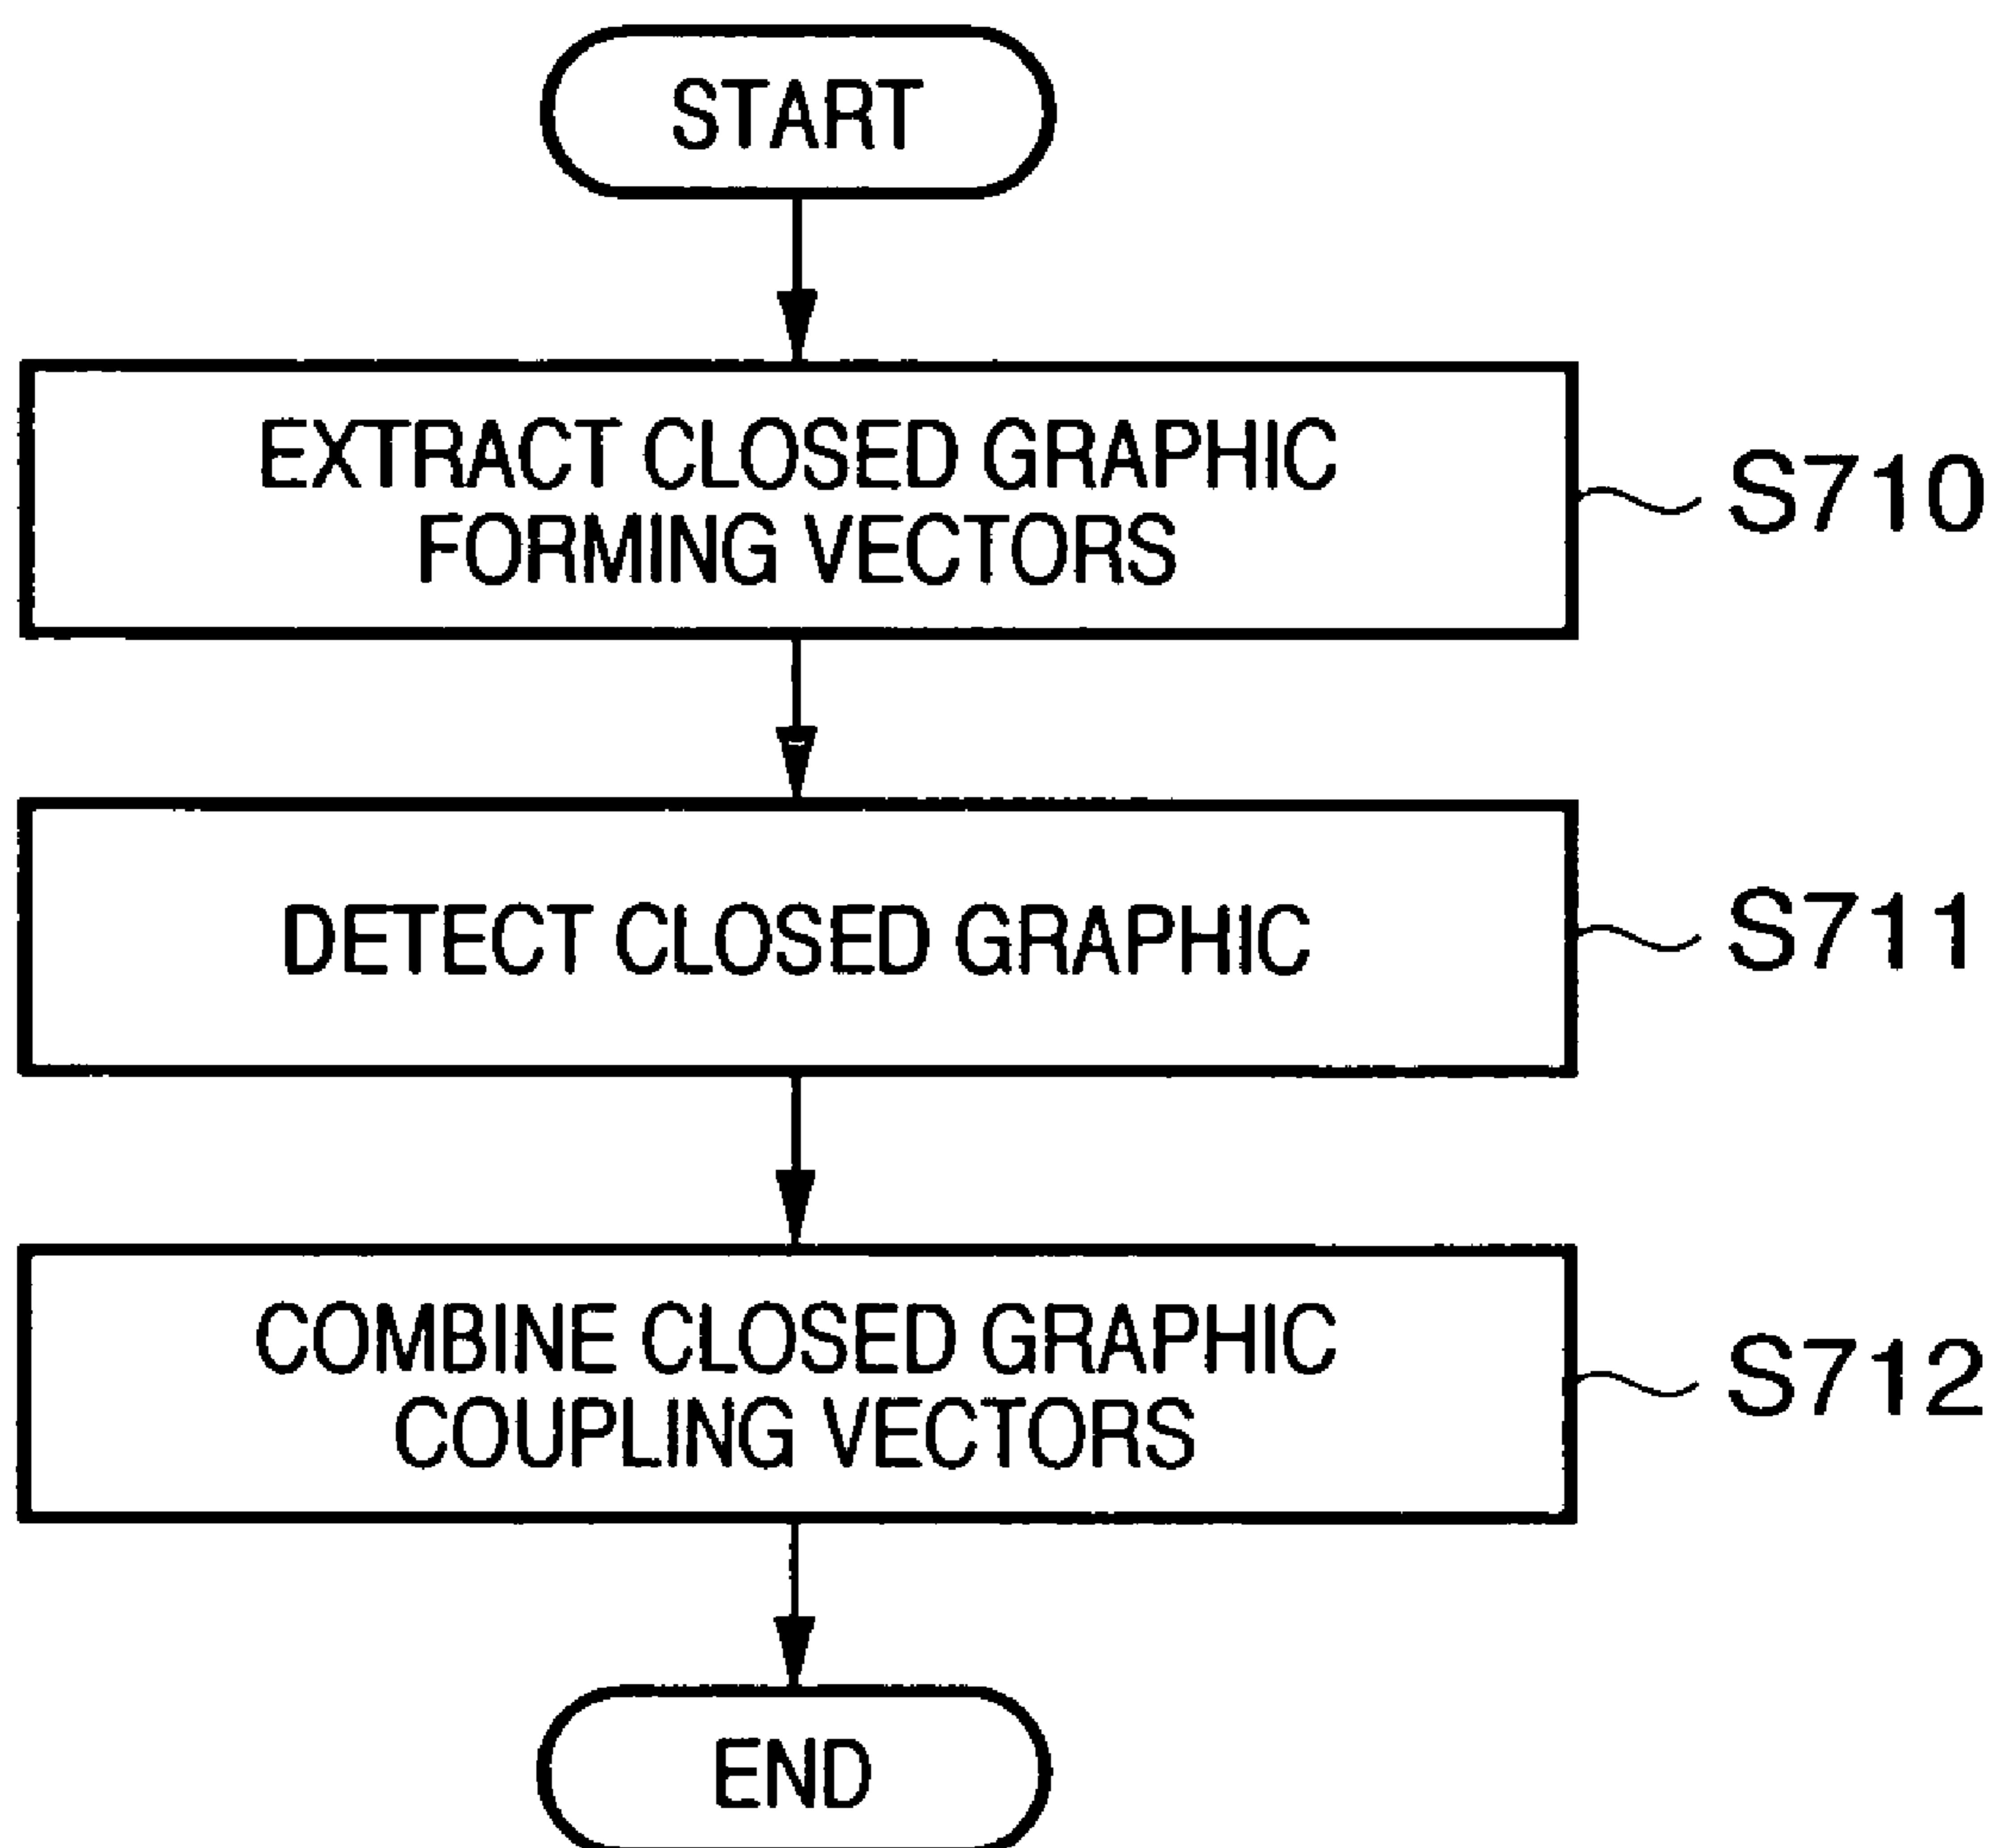 START
EXTRACT CLOSED GRAPHIC
FORMING VECTORS
S710
DETECT CLOSED GRAPHIC
S711
COMBINE CLOSED GRAPHIC
COUPLING VECTORS
S712
END